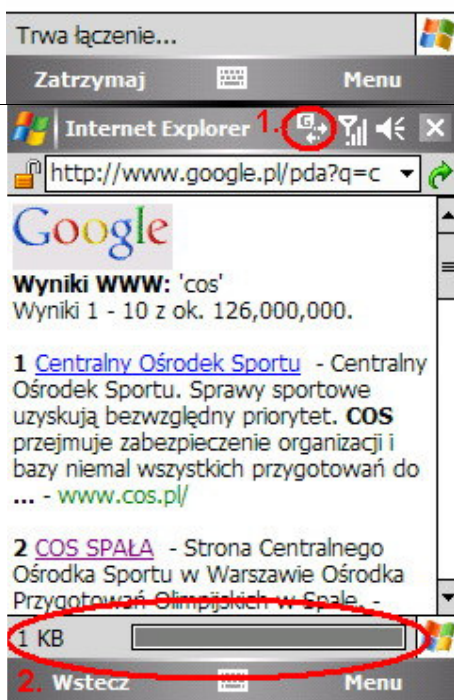 Trwa łączenie...
Zatrzymaj Menu
Internet Explorer 1. G
http://www.google.pl/pda?q=c
Google
Wyniki WWW: 'cos'
Wyniki 1 - 10 z ok. 126,000,000.
1 Centralny Ośrodek Sportu - Centralny
Ośrodek Sportu. Sprawy sportowe
uzyskują bezwzględny priorytet. COS
przejmuje zabezpieczenie organizacji i
bazy niemal wszystkich przygotowań do
... - www.cos.pl/
2 COS SPAŁA - Strona Centralnego
Ośrodka Sportu w Warszawie Ośrodka
Przygotowań Olimpijskich w Spale. -
1 KB
2. Wstecz Menu